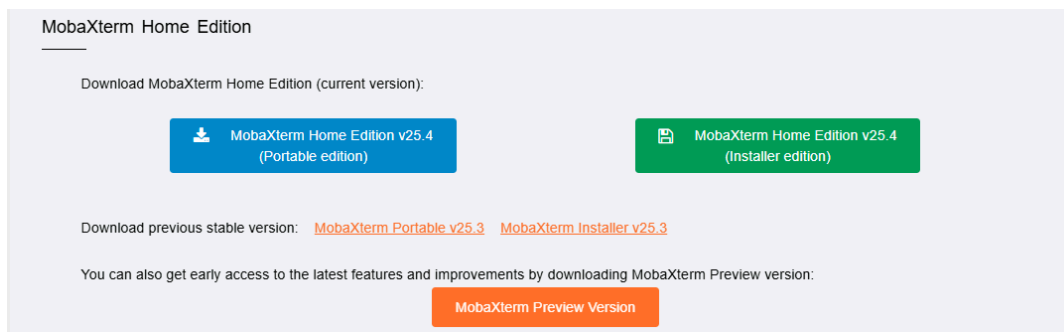 MobaXterm Home Edition
Download MobaXterm Home Edition (current version):
MobaXterm Home Edition v25.4
(Portable edition)
MobaXterm Home Edition v25.4
(Installer edition)
Download previous stable version: MobaXterm Portable v25.3 MobaXterm Installer v25.3
You can also get early access to the latest features and improvements by downloading MobaXterm Preview version:
MobaXterm Preview Version